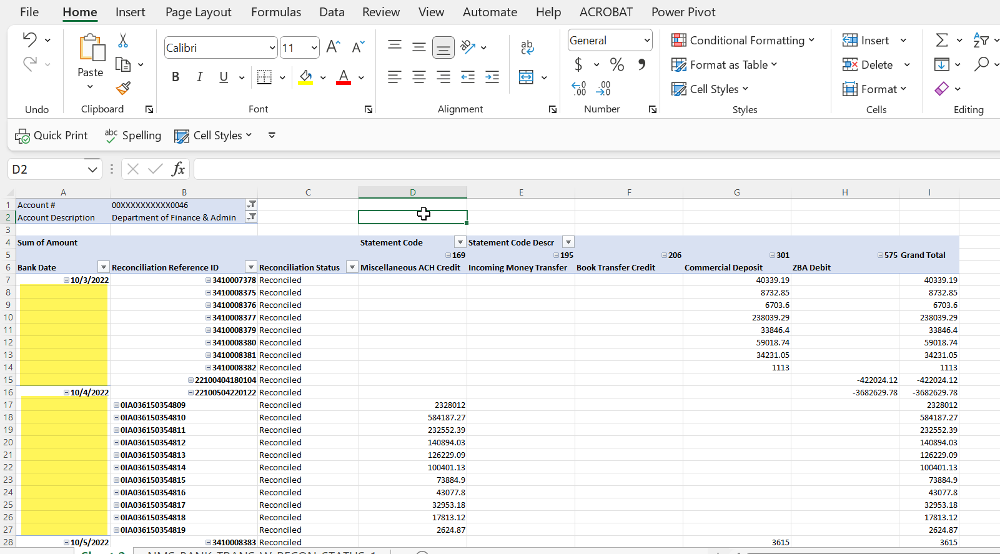 File Home Insert Page Layout Formulas Data Review View Automate Help ACROBAT Power Pivot
Calibri 11 General Conditional Formatting Insert
Paste Format as Table Delete
B I U Cell Styles Format
Undo Clipboard Font Alignment Number Styles Cells Editing
Quick Print abc Spelling Cell Styles
D2 fx
A B C D E F G H I
1 Account # 00XXXXXXXXXX0046
2 Account Description Department of Finance & Admin
3
4 Sum of Amount Statement Code Statement Code Descr
5 169 195 206 301 575 Grand Total
6 Bank Date Reconciliation Reference ID Reconciliation Status Miscellaneous ACH Credit Incoming Money Transfer Book Transfer Credit Commercial Deposit ZBA Debit
7 10/3/2022 3410007378 Reconciled 40339.19 40339.19
8 3410008375 Reconciled 8732.85 8732.85
9 3410008376 Reconciled 6703.6 6703.6
10 3410008377 Reconciled 238039.29 238039.29
11 3410008379 Reconciled 33846.4 33846.4
12 3410008380 Reconciled 59018.74 59018.74
13 3410008381 Reconciled 34231.05 34231.05
14 3410008382 Reconciled 1113 1113
15 22100404180104 Reconciled -422024.12 -422024.12
16 10/4/2022 22100504220122 Reconciled -3682629.78 -3682629.78
17 0IA036150354809 Reconciled 2328012 2328012
18 0IA036150354810 Reconciled 584187.27 584187.27
19 0IA036150354811 Reconciled 232552.39 232552.39
20 0IA036150354812 Reconciled 140894.03 140894.03
21 0IA036150354813 Reconciled 126229.09 126229.09
22 0IA036150354814 Reconciled 100401.13 100401.13
23 0IA036150354815 Reconciled 73884.9 73884.9
24 0IA036150354816 Reconciled 43077.8 43077.8
25 0IA036150354817 Reconciled 32953.18 32953.18
26 0IA036150354818 Reconciled 17813.12 17813.12
27 0IA036150354819 Reconciled 2624.87 2624.87
28 10/5/2022 3410008383 Reconciled 3615 3615